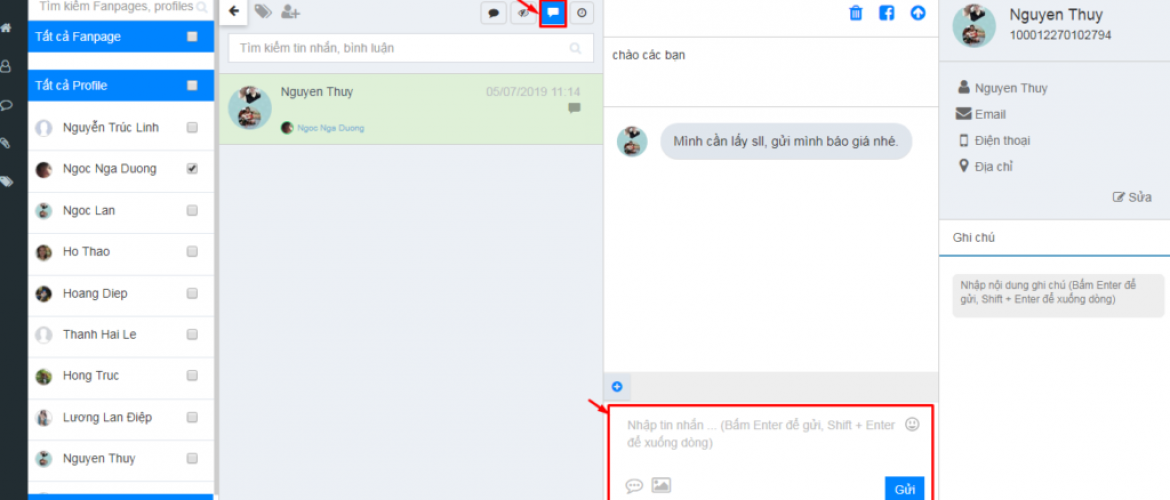 Tìm kiếm Fanpages, profiles
Tất cả Fanpage
Tất cả Profile
Nguyễn Trúc Linh
Ngoc Nga Duong
Ngoc Lan
Ho Thao
Hoang Diep
Thanh Hai Le
Hong Truc
Lương Lan Điệp
Nguyen Thuy
Tìm kiếm tin nhắn, bình luận
Nguyen Thuy
05/07/2019 11:14
Ngoc Nga Duong
chào các bạn
Mình cần lấy sll, gửi mình báo giá nhé.
Nhập tin nhắn ... (Bấm Enter để gửi, Shift + Enter
để xuống dòng)
Gửi
Nguyen Thuy
100012270102794
Nguyen Thuy
Email
Điện thoại
Địa chỉ
Sửa
Ghi chú
Nhập nội dung ghi chú (Bấm Enter để
gửi, Shift + Enter để xuống dòng)